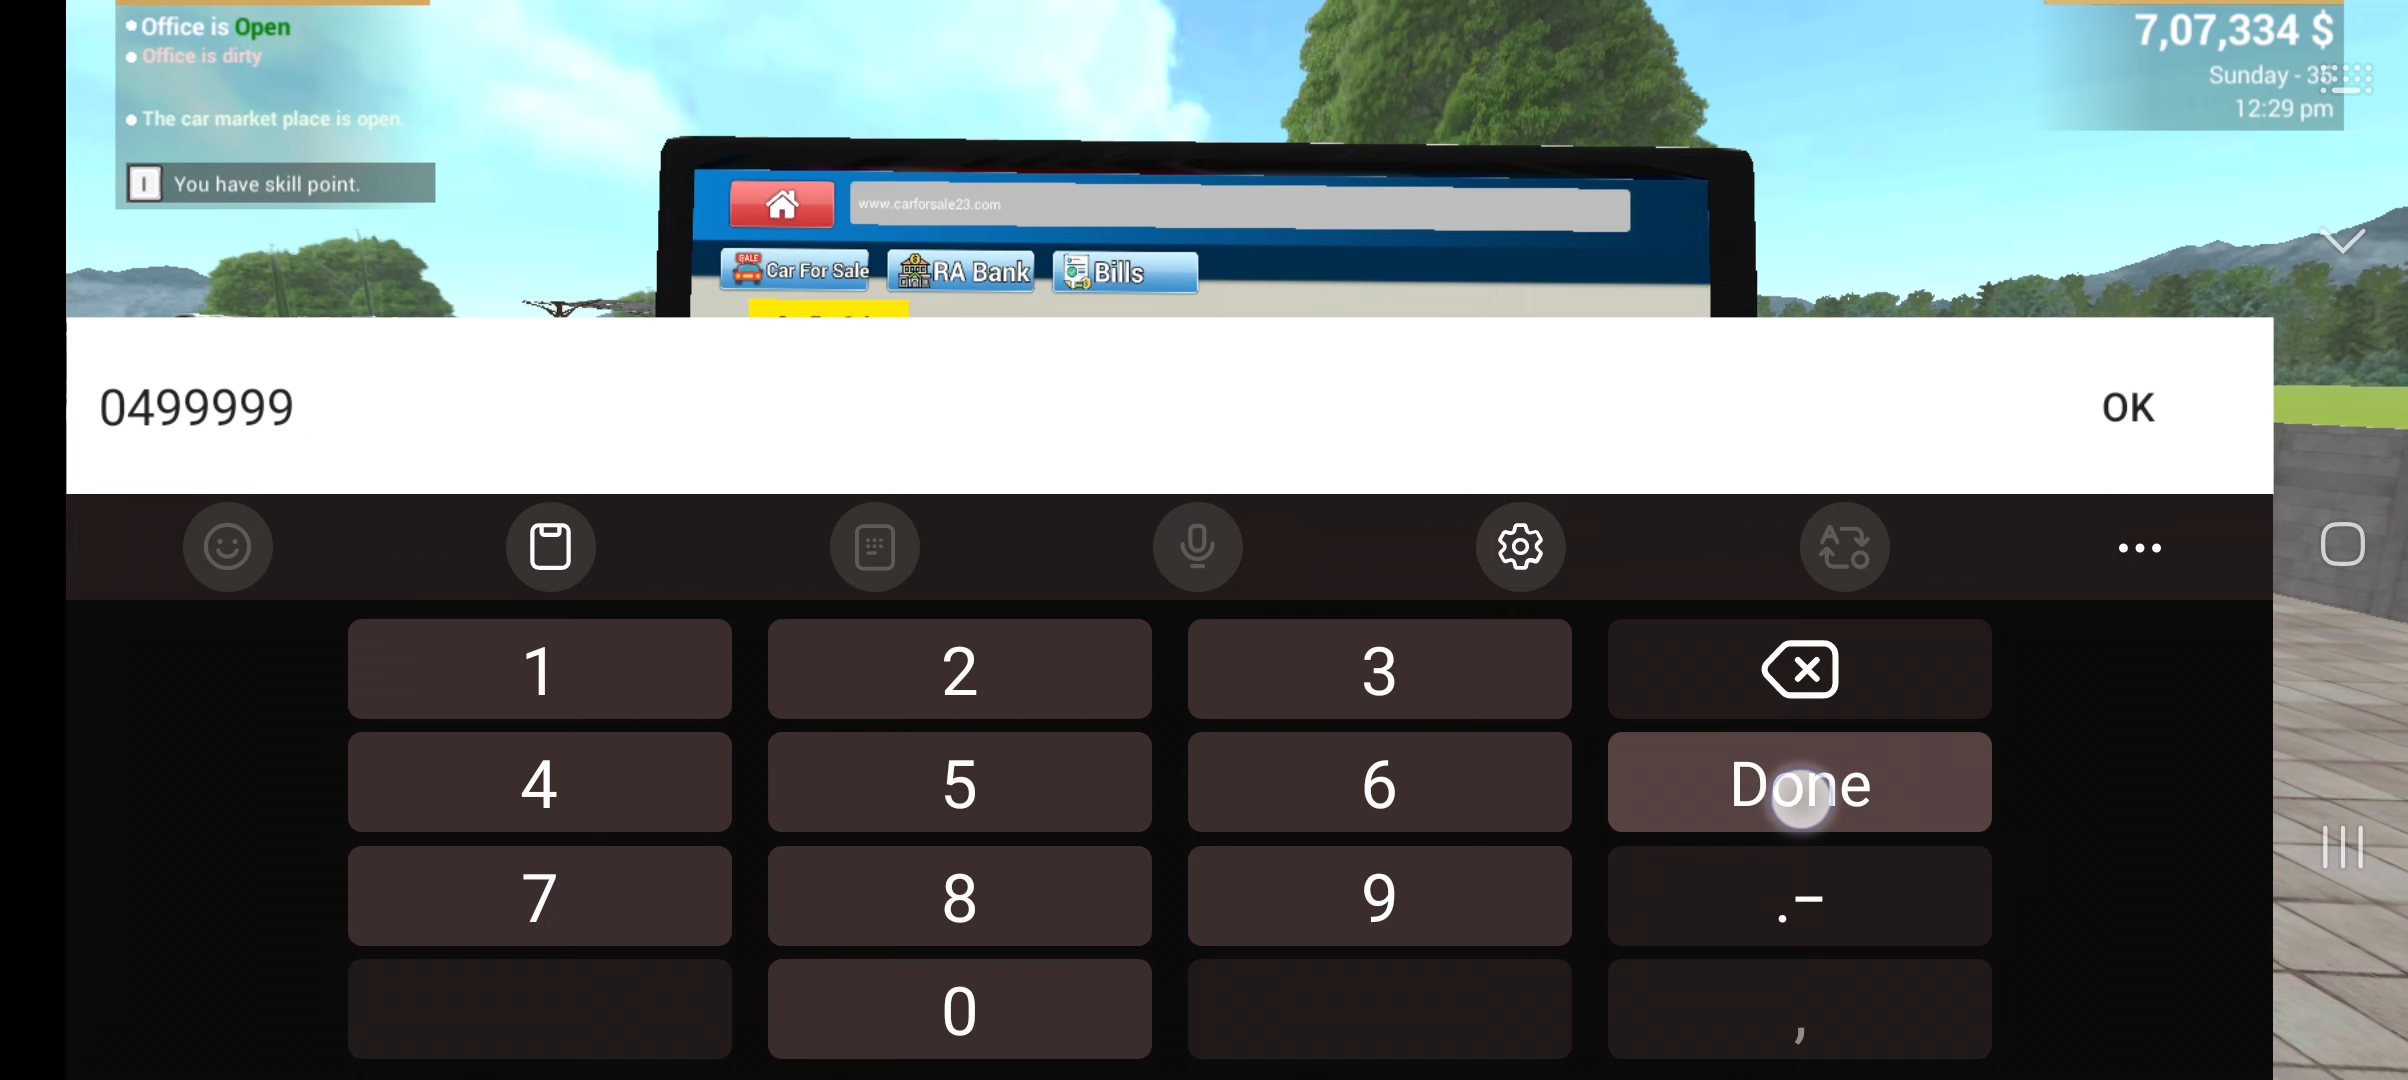 Office is Open
Office is dirty
The car market place is open.
I You have skill point.
7,07,334 $
Sunday - 35
12:29 pm
www.carforsale23.com
SALE
Car For Sale
RA Bank
Bills
0499999
OK
1 2 3
4 5 6 Done
7 8 9 .-
0 ,